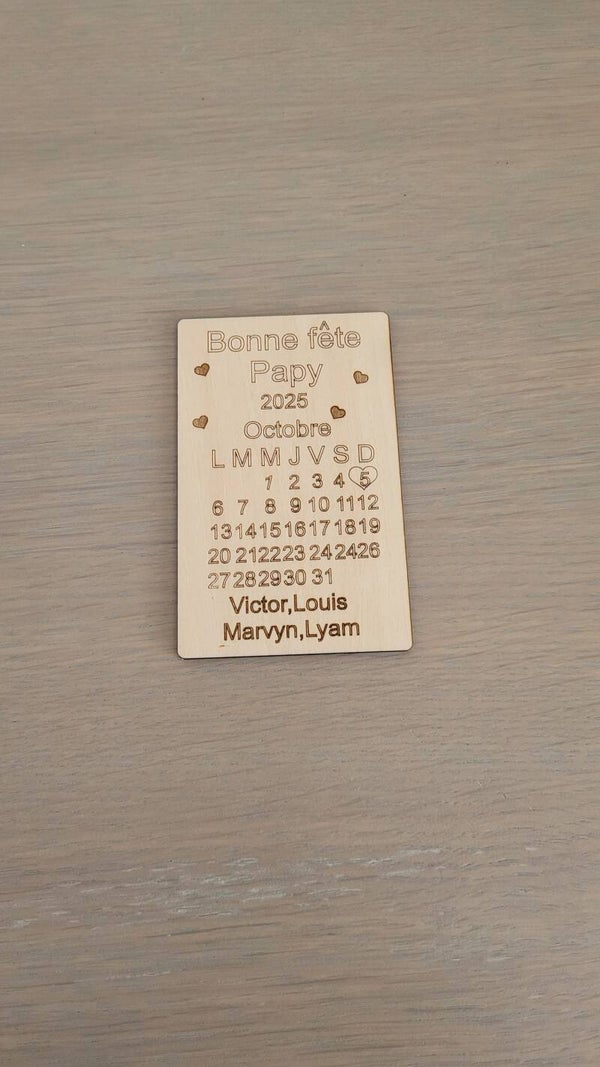 Bonne fête
Papy
2025
Octobre
L M M J V S D
1 2 3 4 5
6 7 8 9 10 11 12
13 14 15 16 17 18 19
20 21 22 23 24 24 26
27 28 29 30 31
Victor,Louis
Marvyn,Lyam